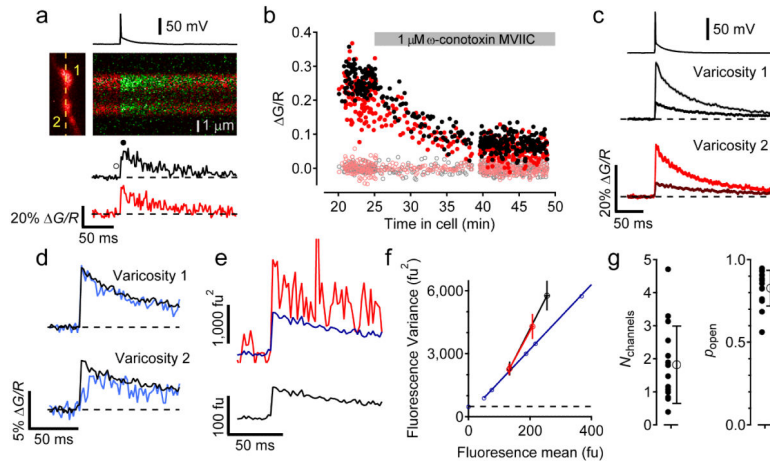 a
50 mV
1
2
1 μm
20% ΔG/R
50 ms
b
1 μM ω-conotoxin MVIIC
ΔG/R
0.4
0.3
0.2
0.1
0.0
20 25 30 35 40 45 50
Time in cell (min)
c
50 mV
Varicosity 1
Varicosity 2
20% ΔG/R
50 ms
d
Varicosity 1
Varicosity 2
5% ΔG/R
50 ms
e
1,000 fu²
100 fu
50 ms
f
Fluorescence Variance (fu²)
6,000
3,000
0
0 200 400
Fluoresence mean (fu)
g
Nchannels
5
4
3
2
1
0
popen
1.0
0.5
0.0